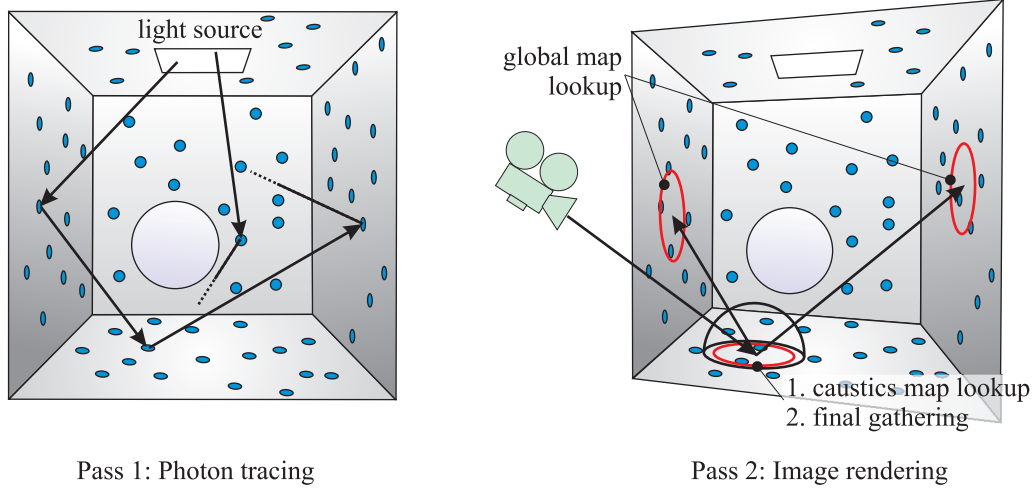 light source
global map
lookup
1. caustics map lookup
2. final gathering
Pass 1: Photon tracing
Pass 2: Image rendering